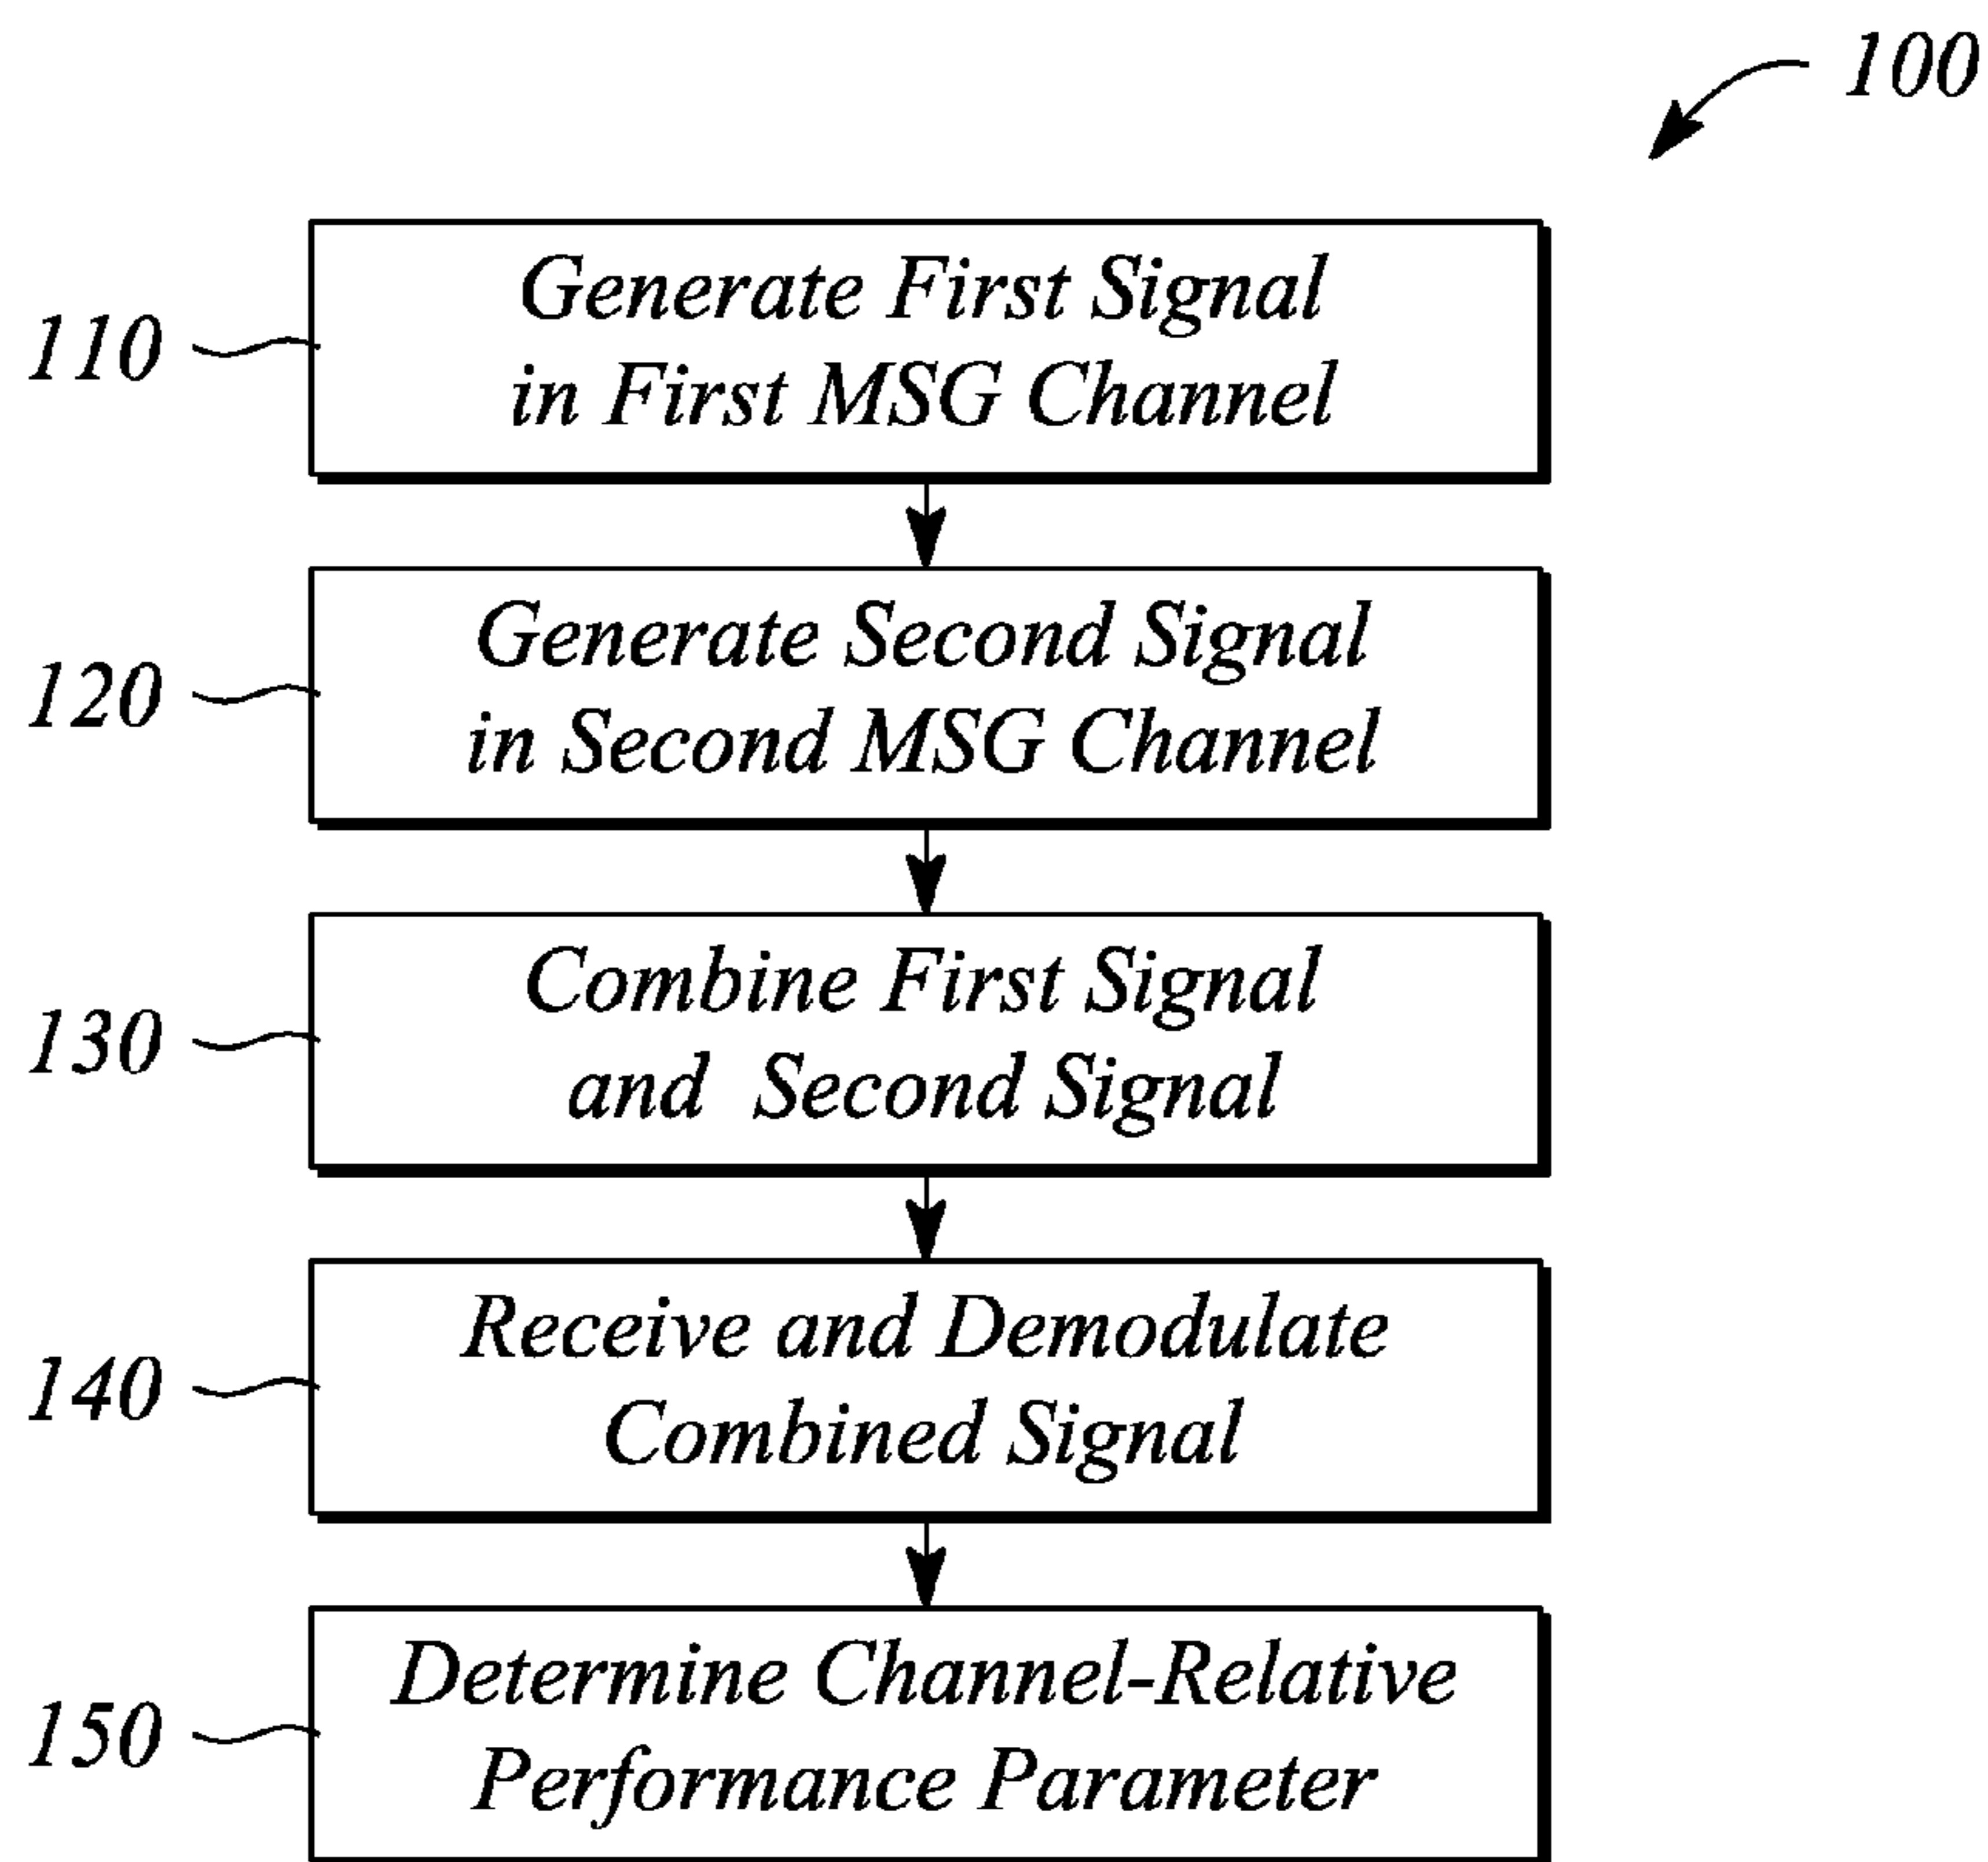 100
110
Generate First Signal
in First MSG Channel
120
Generate Second Signal
in Second MSG Channel
130
Combine First Signal
and Second Signal
140
Receive and Demodulate
Combined Signal
150
Determine Channel-Relative
Performance Parameter